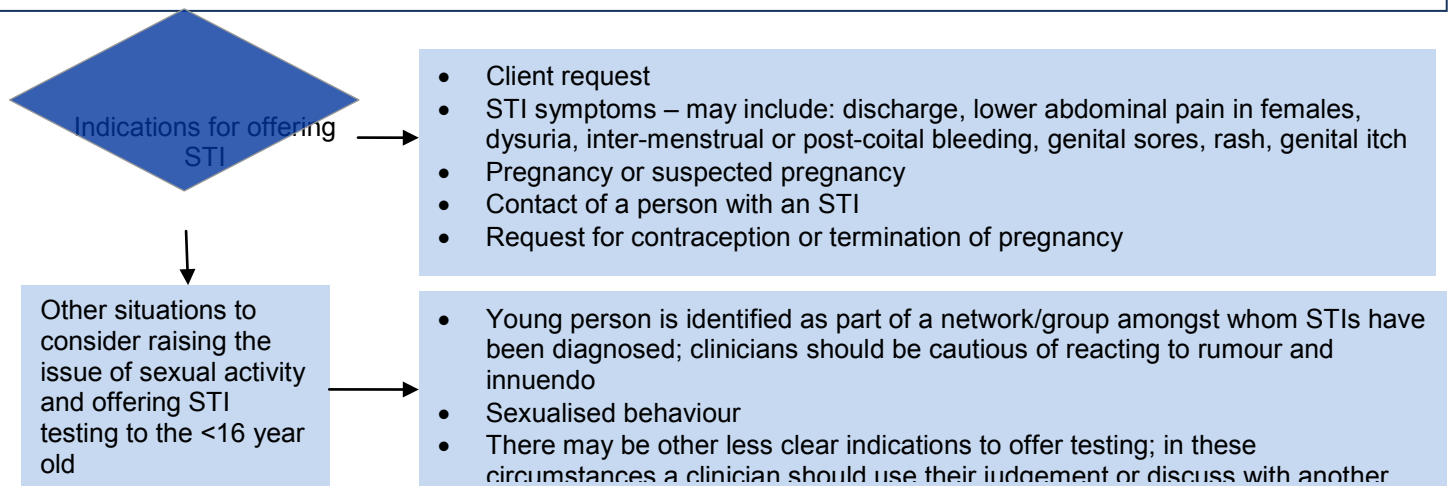 Indications for offering
STI
• Client request
• STI symptoms – may include: discharge, lower abdominal pain in females,
dysuria, inter-menstrual or post-coital bleeding, genital sores, rash, genital itch
• Pregnancy or suspected pregnancy
• Contact of a person with an STI
• Request for contraception or termination of pregnancy
Other situations to
consider raising the
issue of sexual activity
and offering STI
testing to the <16 year
old
• Young person is identified as part of a network/group amongst whom STIs have
been diagnosed; clinicians should be cautious of reacting to rumour and
innuendo
• Sexualised behaviour
• There may be other less clear indications to offer testing; in these
circumstances a clinician should use their judgement or discuss with another